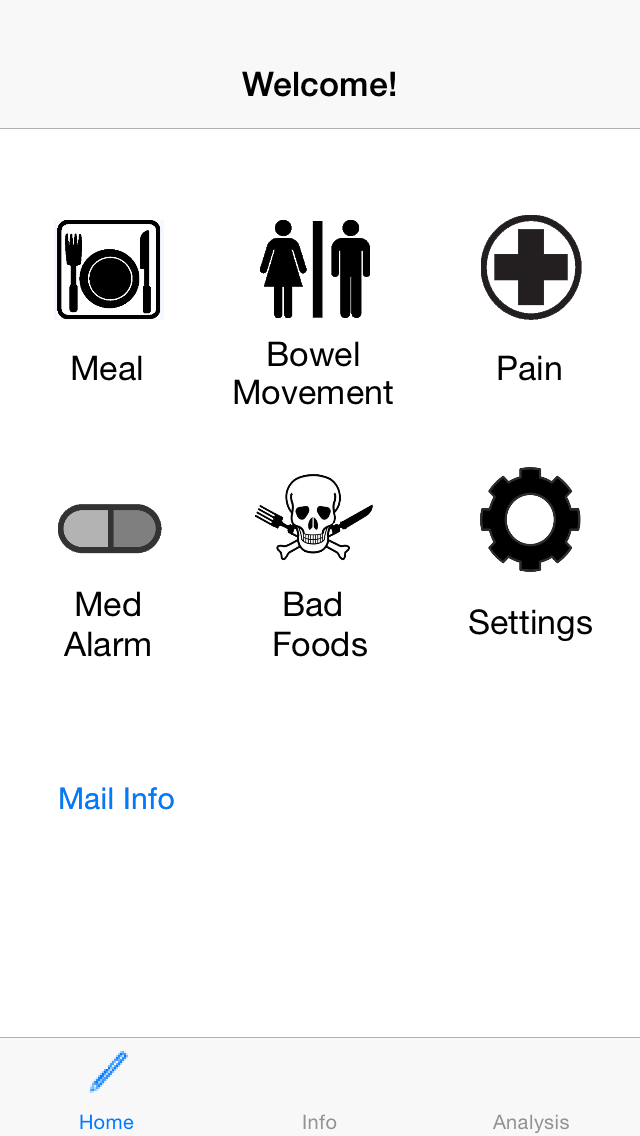 Welcome!
Meal
Bowel
Movement
Pain
Med
Alarm
Bad
Foods
Settings
Mail Info
Home
Info
Analysis